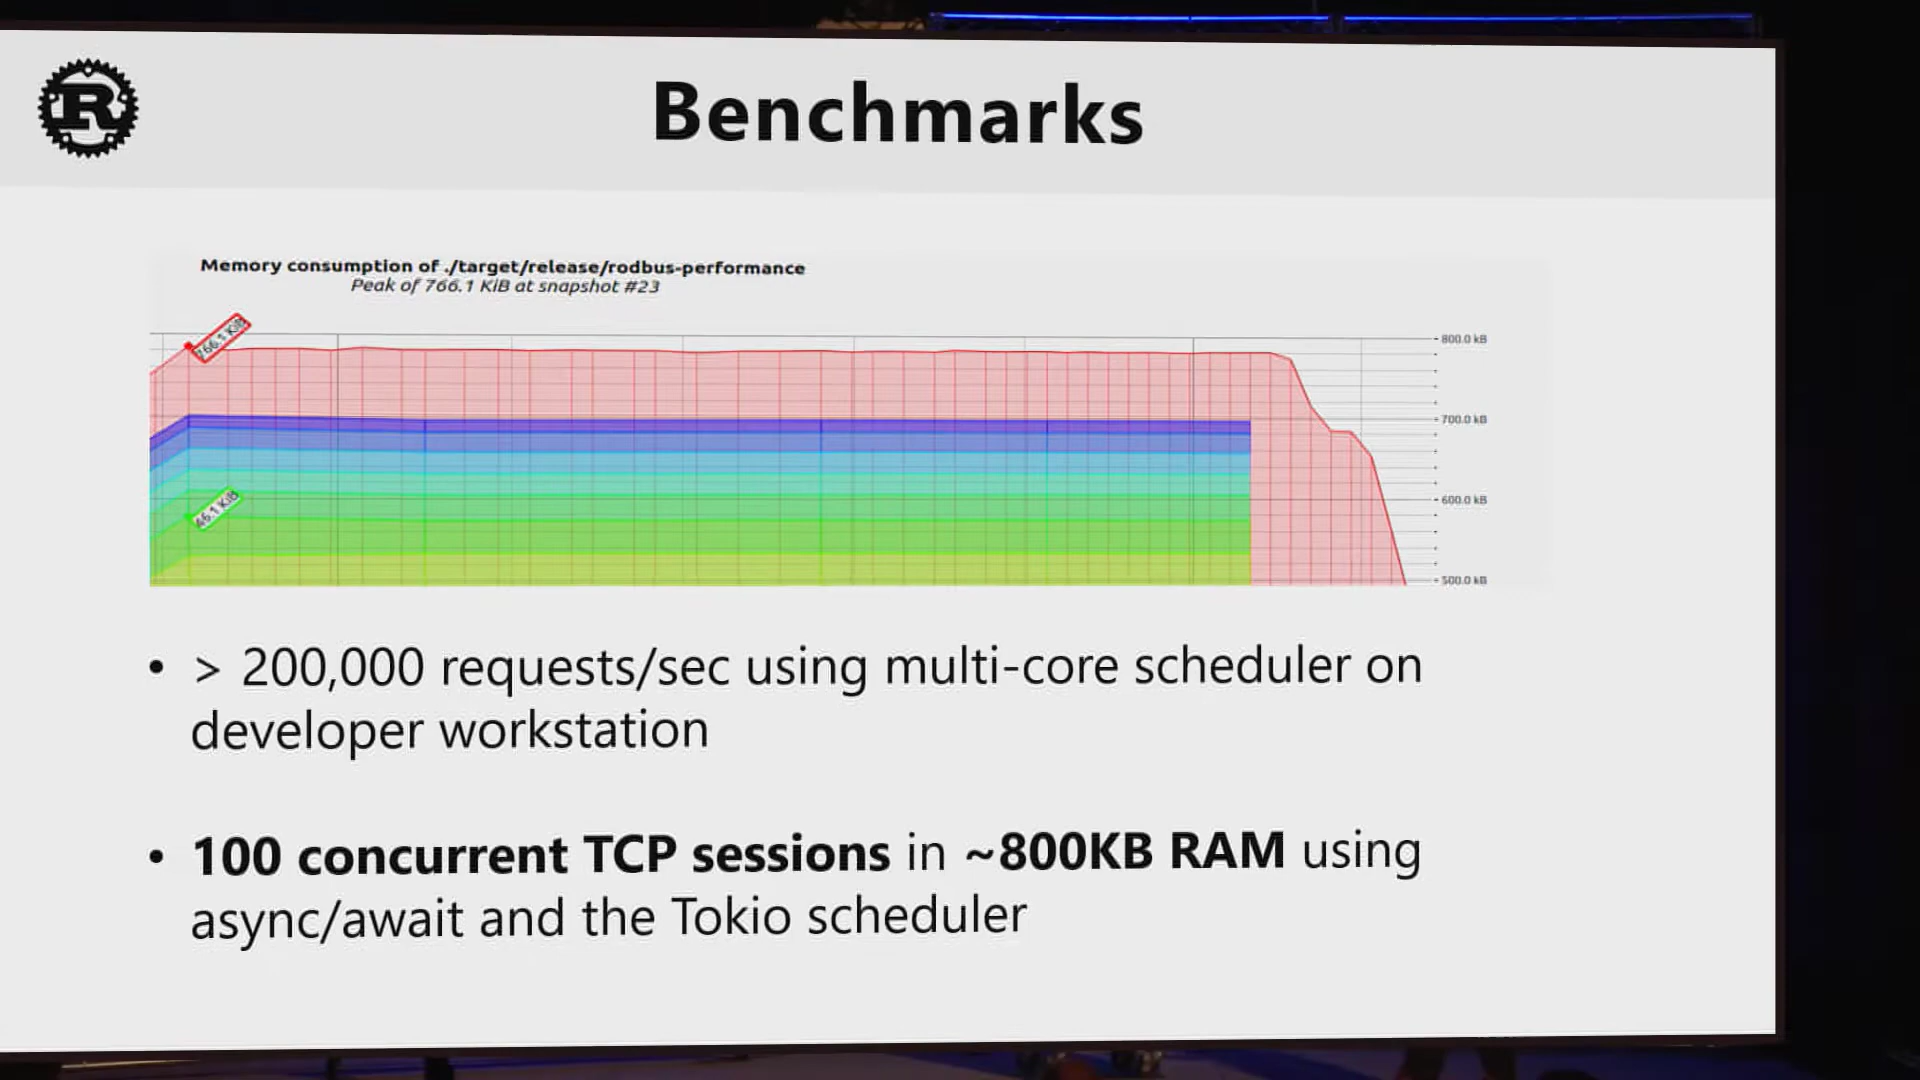 R
Benchmarks
Memory consumption of ./target/release/rodbus-performance
Peak of 766.1 KiB at snapshot #23
766.1 KiB
800.0 kB
700.0 kB
46.1 KiB
600.0 kB
500.0 kB
• > 200,000 requests/sec using multi-core scheduler on
developer workstation
• 100 concurrent TCP sessions in ~800KB RAM using
async/await and the Tokio scheduler